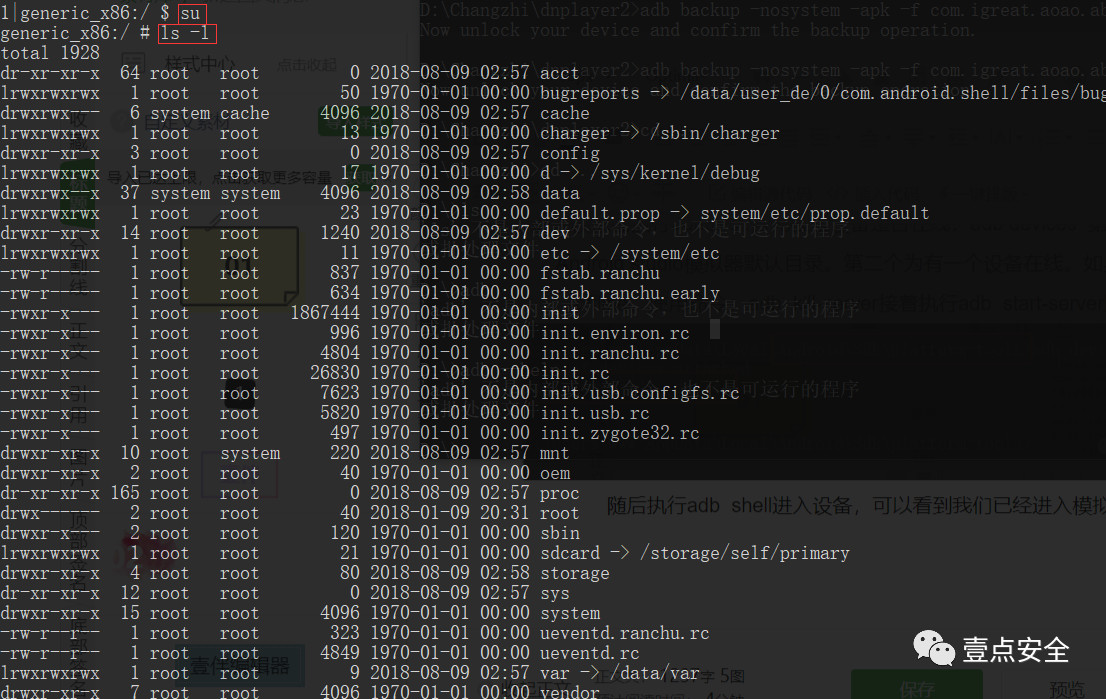 1|generic_x86:/ $ su
generic_x86:/ # ls -l
total 1928
dr-xr-xr-x 64 root root 0 2018-08-09 02:57 acct
lrwxrwxrwx 1 root root 50 1970-01-01 00:00 bugreports -> /data/user_de/0/com.android.shell/files/bug
drwxrwx--- 6 system cache 4096 2018-08-09 02:57 cache
lrwxrwxrwx 1 root root 13 1970-01-01 00:00 charger -> /sbin/charger
drwxr-xr-x 3 root root 0 2018-08-09 02:57 config
lrwxrwxrwx 1 root root 17 1970-01-01 00:00 d -> /sys/kernel/debug
drwxrwx--x 37 system system 4096 2018-08-09 02:58 data
lrwxrwxrwx 1 root root 23 1970-01-01 00:00 default.prop -> system/etc/prop.default
drwxr-xr-x 14 root root 1240 2018-08-09 02:57 dev
lrwxrwxrwx 1 root root 11 1970-01-01 00:00 etc -> /system/etc
-rw-r----- 1 root root 837 1970-01-01 00:00 fstab.ranchu
-rw-r----- 1 root root 634 1970-01-01 00:00 fstab.ranchu.early
-rwxr-x--- 1 root root 1867444 1970-01-01 00:00 init
-rwxr-x--- 1 root root 996 1970-01-01 00:00 init.environ.rc
-rwxr-x--- 1 root root 4804 1970-01-01 00:00 init.ranchu.rc
-rwxr-x--- 1 root root 26830 1970-01-01 00:00 init.rc
-rwxr-x--- 1 root root 7623 1970-01-01 00:00 init.usb.configfs.rc
-rwxr-x--- 1 root root 5820 1970-01-01 00:00 init.usb.rc
-rwxr-x--- 1 root root 497 1970-01-01 00:00 init.zygote32.rc
drwxr-xr-x 10 root system 220 2018-08-09 02:57 mnt
drwxr-xr-x 2 root root 40 1970-01-01 00:00 oem
dr-xr-xr-x 165 root root 0 2018-08-09 02:57 proc
drwx------ 2 root root 40 2018-08-09 20:31 root
drwxr-x--- 2 root root 120 1970-01-01 00:00 sbin
lrwxrwxrwx 1 root root 21 1970-01-01 00:00 sdcard -> /storage/self/primary
drwxr-xr-x 4 root root 80 2018-08-09 02:58 storage
dr-xr-xr-x 12 root root 0 2018-08-09 02:57 sys
drwxr-xr-x 15 root root 4096 1970-01-01 00:00 system
-rw-r--r-- 1 root root 323 1970-01-01 00:00 ueventd.ranchu.rc
-rw-r--r-- 1 root root 4849 1970-01-01 00:00 ueventd.rc
lrwxrwxrwx 1 root root 9 2018-08-09 02:57 var -> /data/var
drwxr-xr-x 7 root root 4096 1970-01-01 00:00 vendor
D:\Changzhi\dnplayer2>adb backup -nosystem -apk -f com.igreat.aoao.ab
Now unlock your device and confirm the backup operation.
样式中心 点击收起
随后执行adb shell进入设备，可以看到我们已经进入模拟
壹点安全
保存
预览